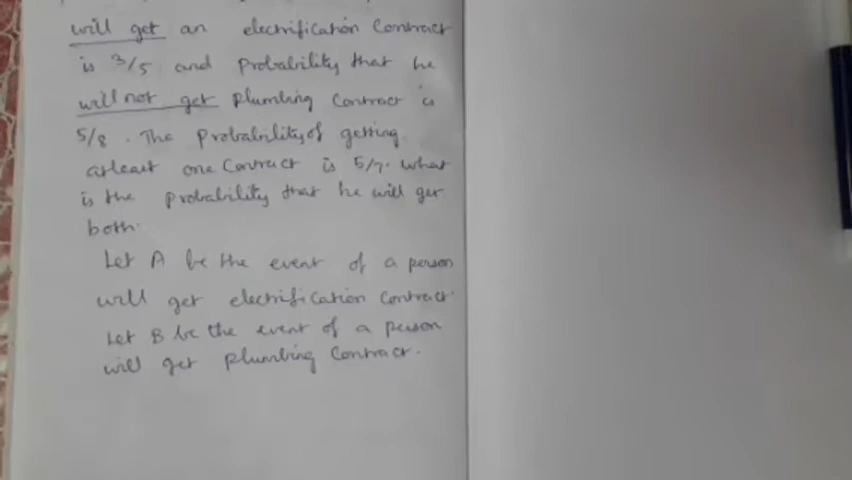 will get an electrification Contract
is 3/5 and probability that he
will not get plumbing Contract is
5/8. The probability of getting
atleast one Contract is 5/7. what
is the probability that he will get
both.
Let A be the event of a person
will get electrification Contract.
Let B be the event of a person
will get plumbing Contract.